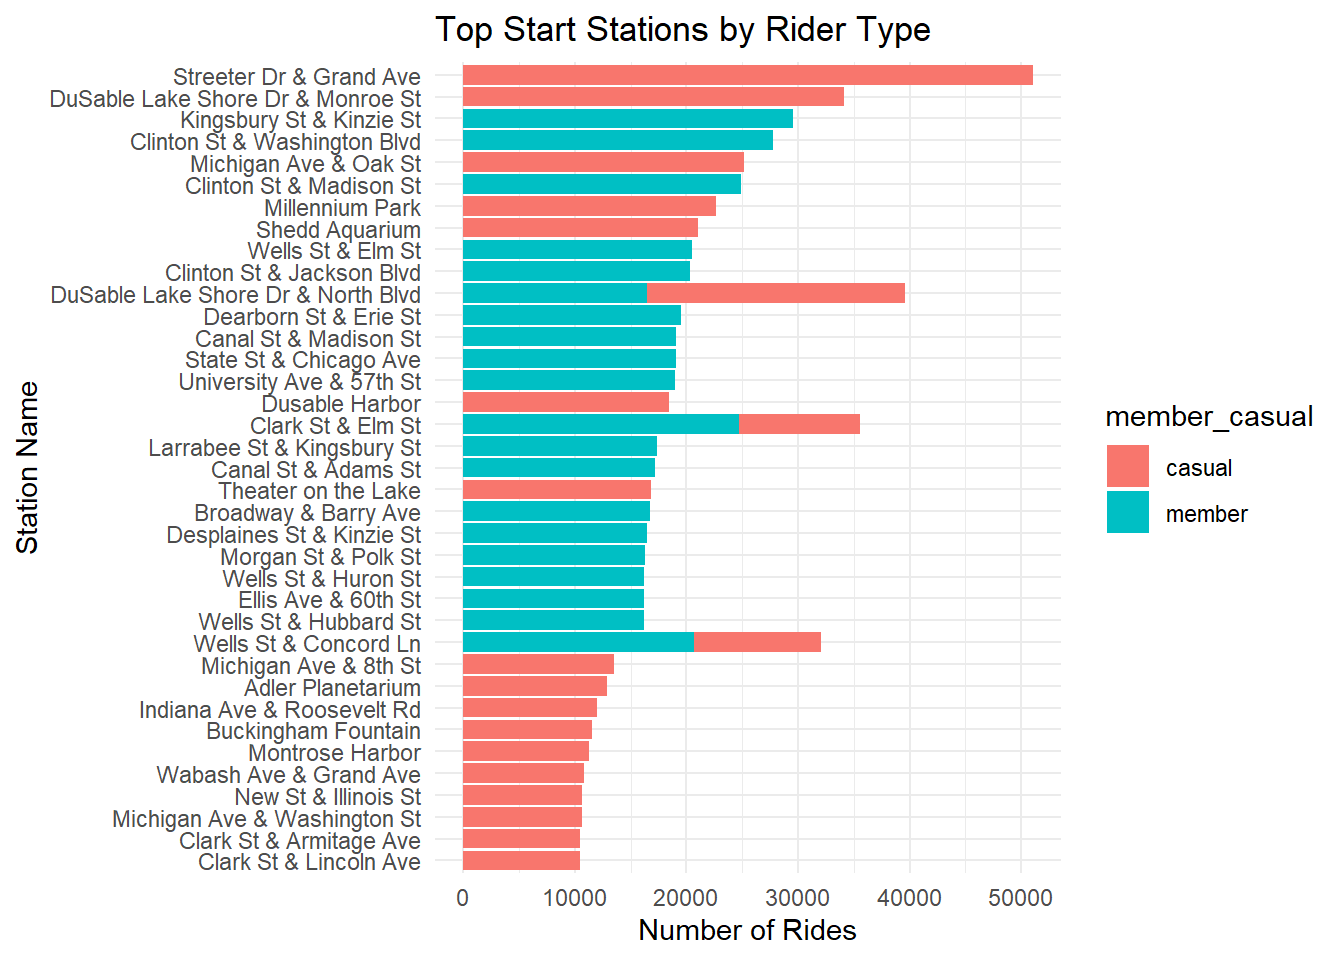 Top Start Stations by Rider Type
Streeter Dr & Grand Ave
DuSable Lake Shore Dr & Monroe St
Kingsbury St & Kinzie St
Clinton St & Washington Blvd
Michigan Ave & Oak St
Clinton St & Madison St
Millennium Park
Shedd Aquarium
Wells St & Elm St
Clinton St & Jackson Blvd
DuSable Lake Shore Dr & North Blvd
Dearborn St & Erie St
Canal St & Madison St
State St & Chicago Ave
University Ave & 57th St
Dusable Harbor
Clark St & Elm St
Larrabee St & Kingsbury St
Canal St & Adams St
Theater on the Lake
Broadway & Barry Ave
Desplaines St & Kinzie St
Morgan St & Polk St
Wells St & Huron St
Ellis Ave & 60th St
Wells St & Hubbard St
Wells St & Concord Ln
Michigan Ave & 8th St
Adler Planetarium
Indiana Ave & Roosevelt Rd
Buckingham Fountain
Montrose Harbor
Wabash Ave & Grand Ave
New St & Illinois St
Michigan Ave & Washington St
Clark St & Armitage Ave
Clark St & Lincoln Ave
Station Name
0 10000 20000 30000 40000 50000
Number of Rides
member_casual
casual
member